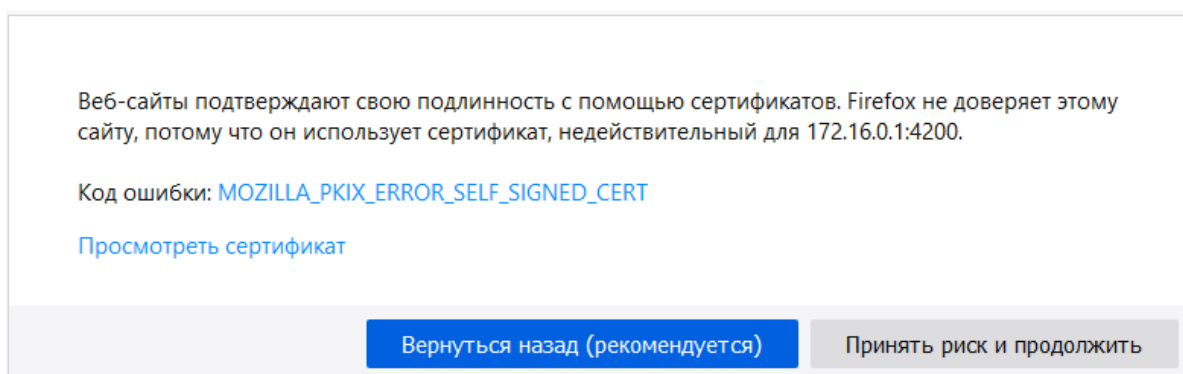 Веб-сайты подтверждают свою подлинность с помощью сертификатов. Firefox не доверяет этому
сайту, потому что он использует сертификат, недействительный для 172.16.0.1:4200.
Код ошибки: MOZILLA_PKIX_ERROR_SELF_SIGNED_CERT
Просмотреть сертификат
Вернуться назад (рекомендуется)
Принять риск и продолжить